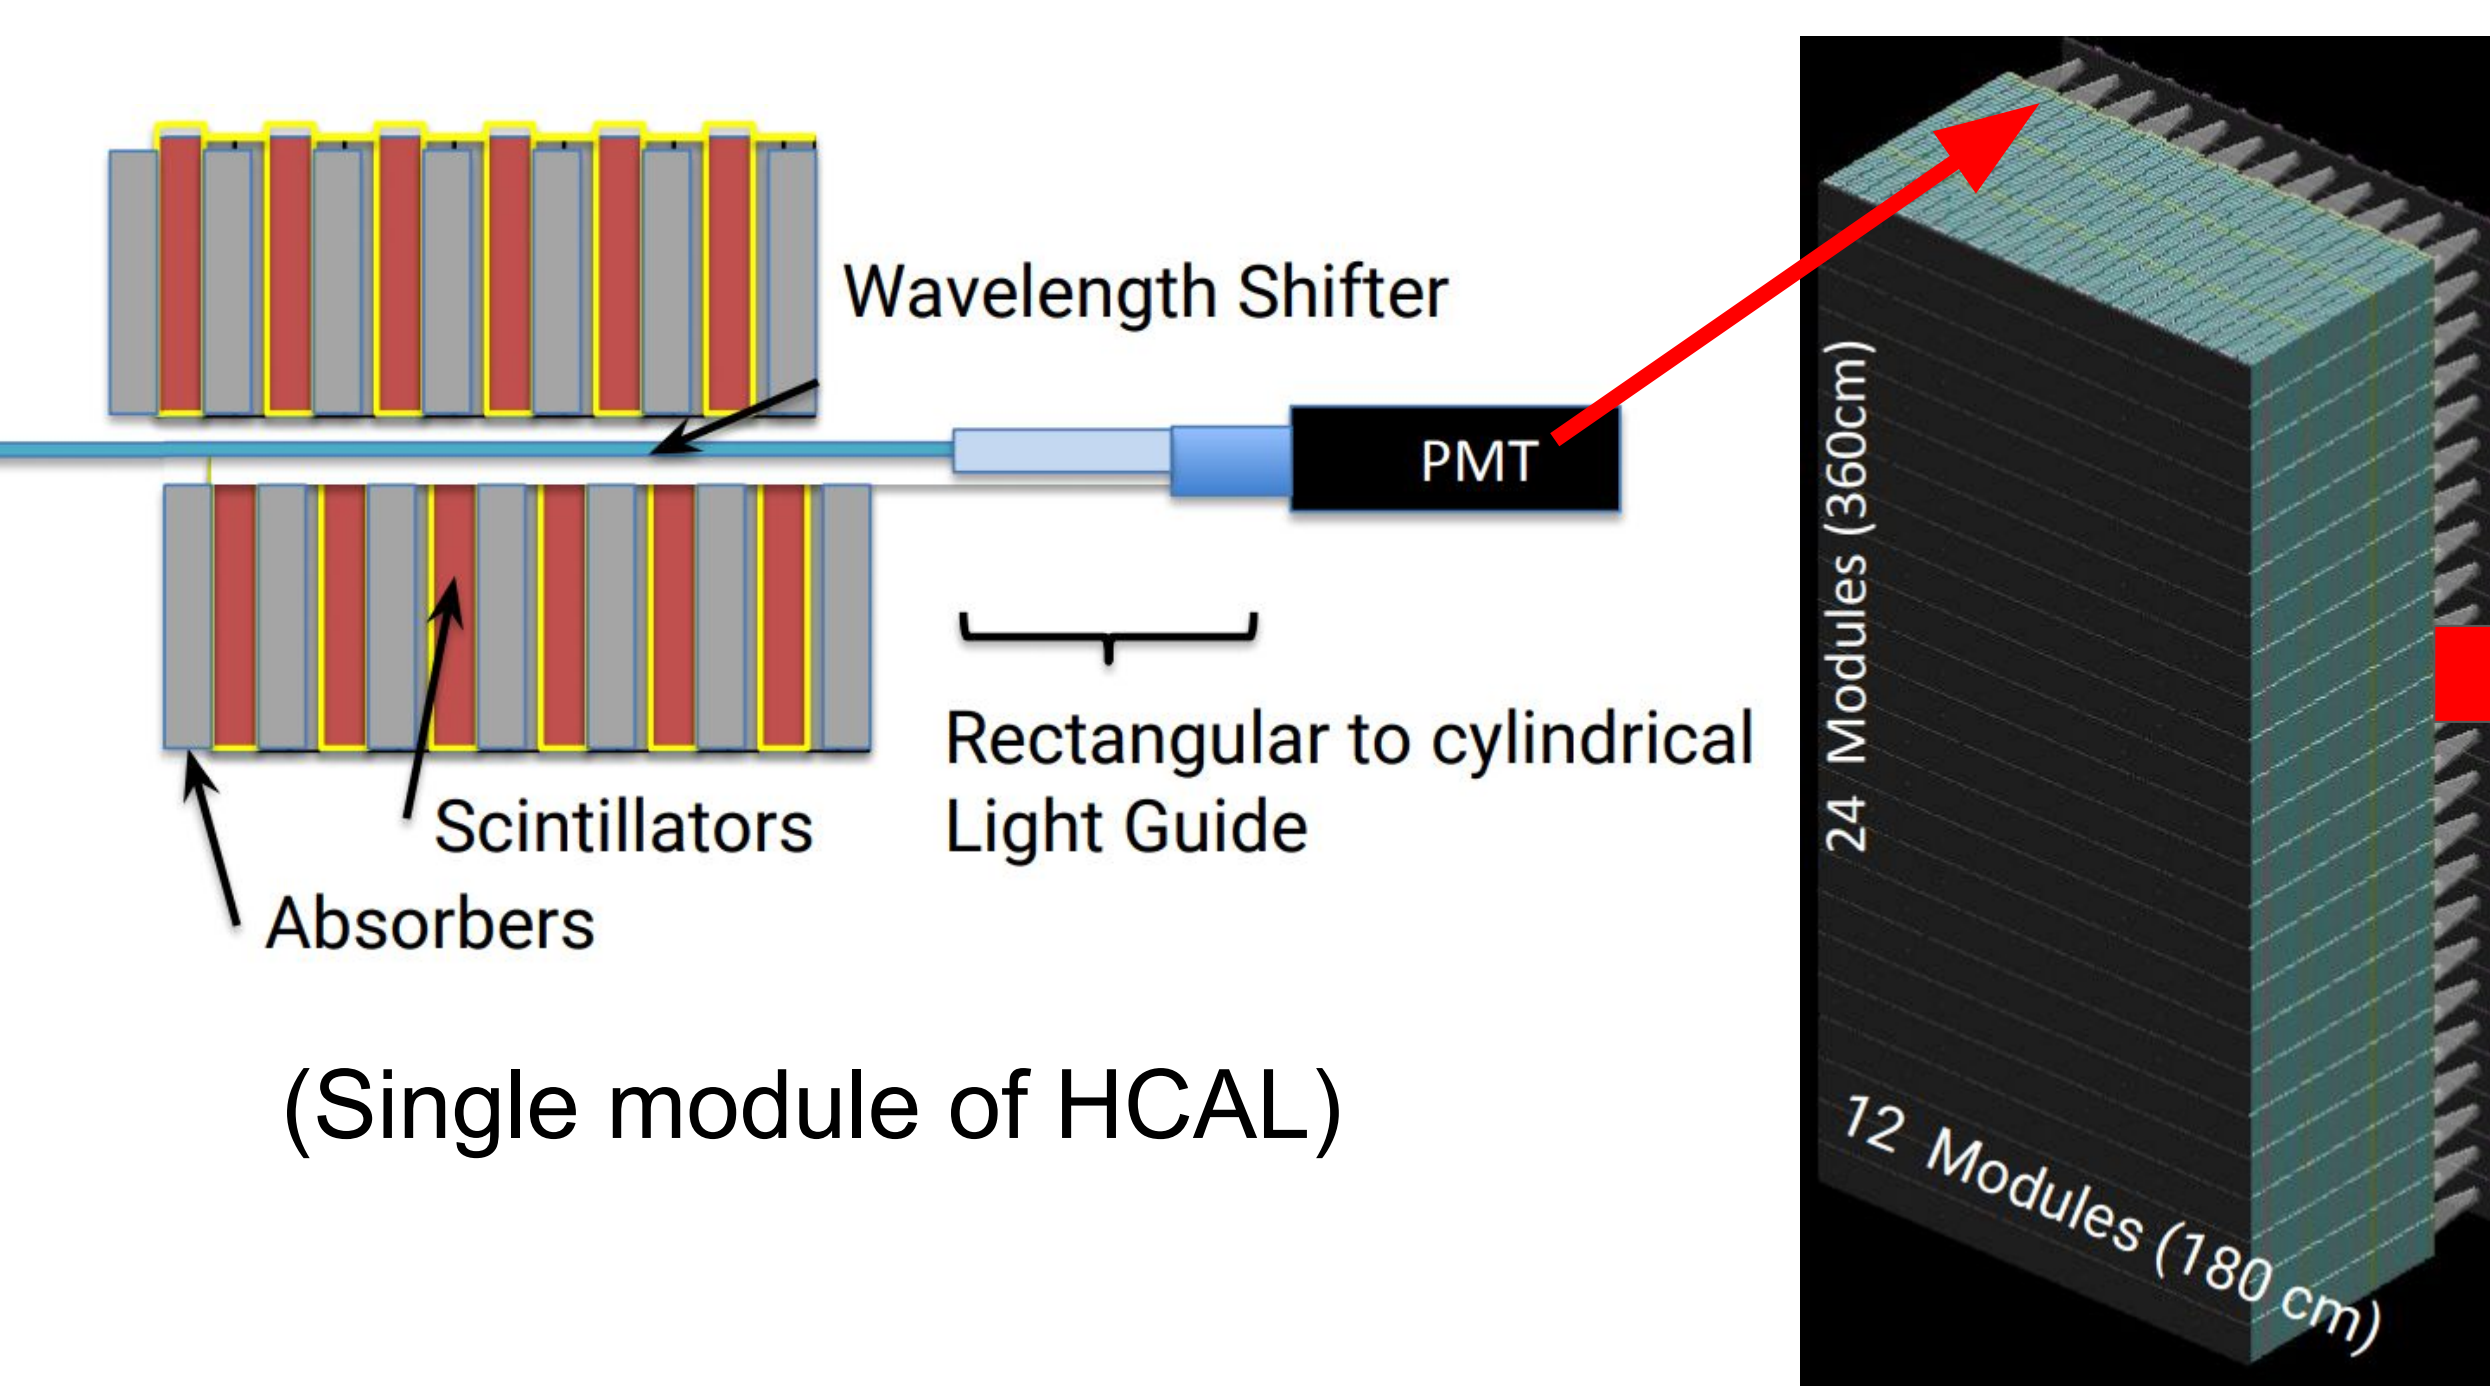 Wavelength Shifter
PMT
Rectangular to cylindrical
Light Guide
Scintillators
Absorbers
(Single module of HCAL)
24 Modules (360cm)
12 Modules (180 cm)